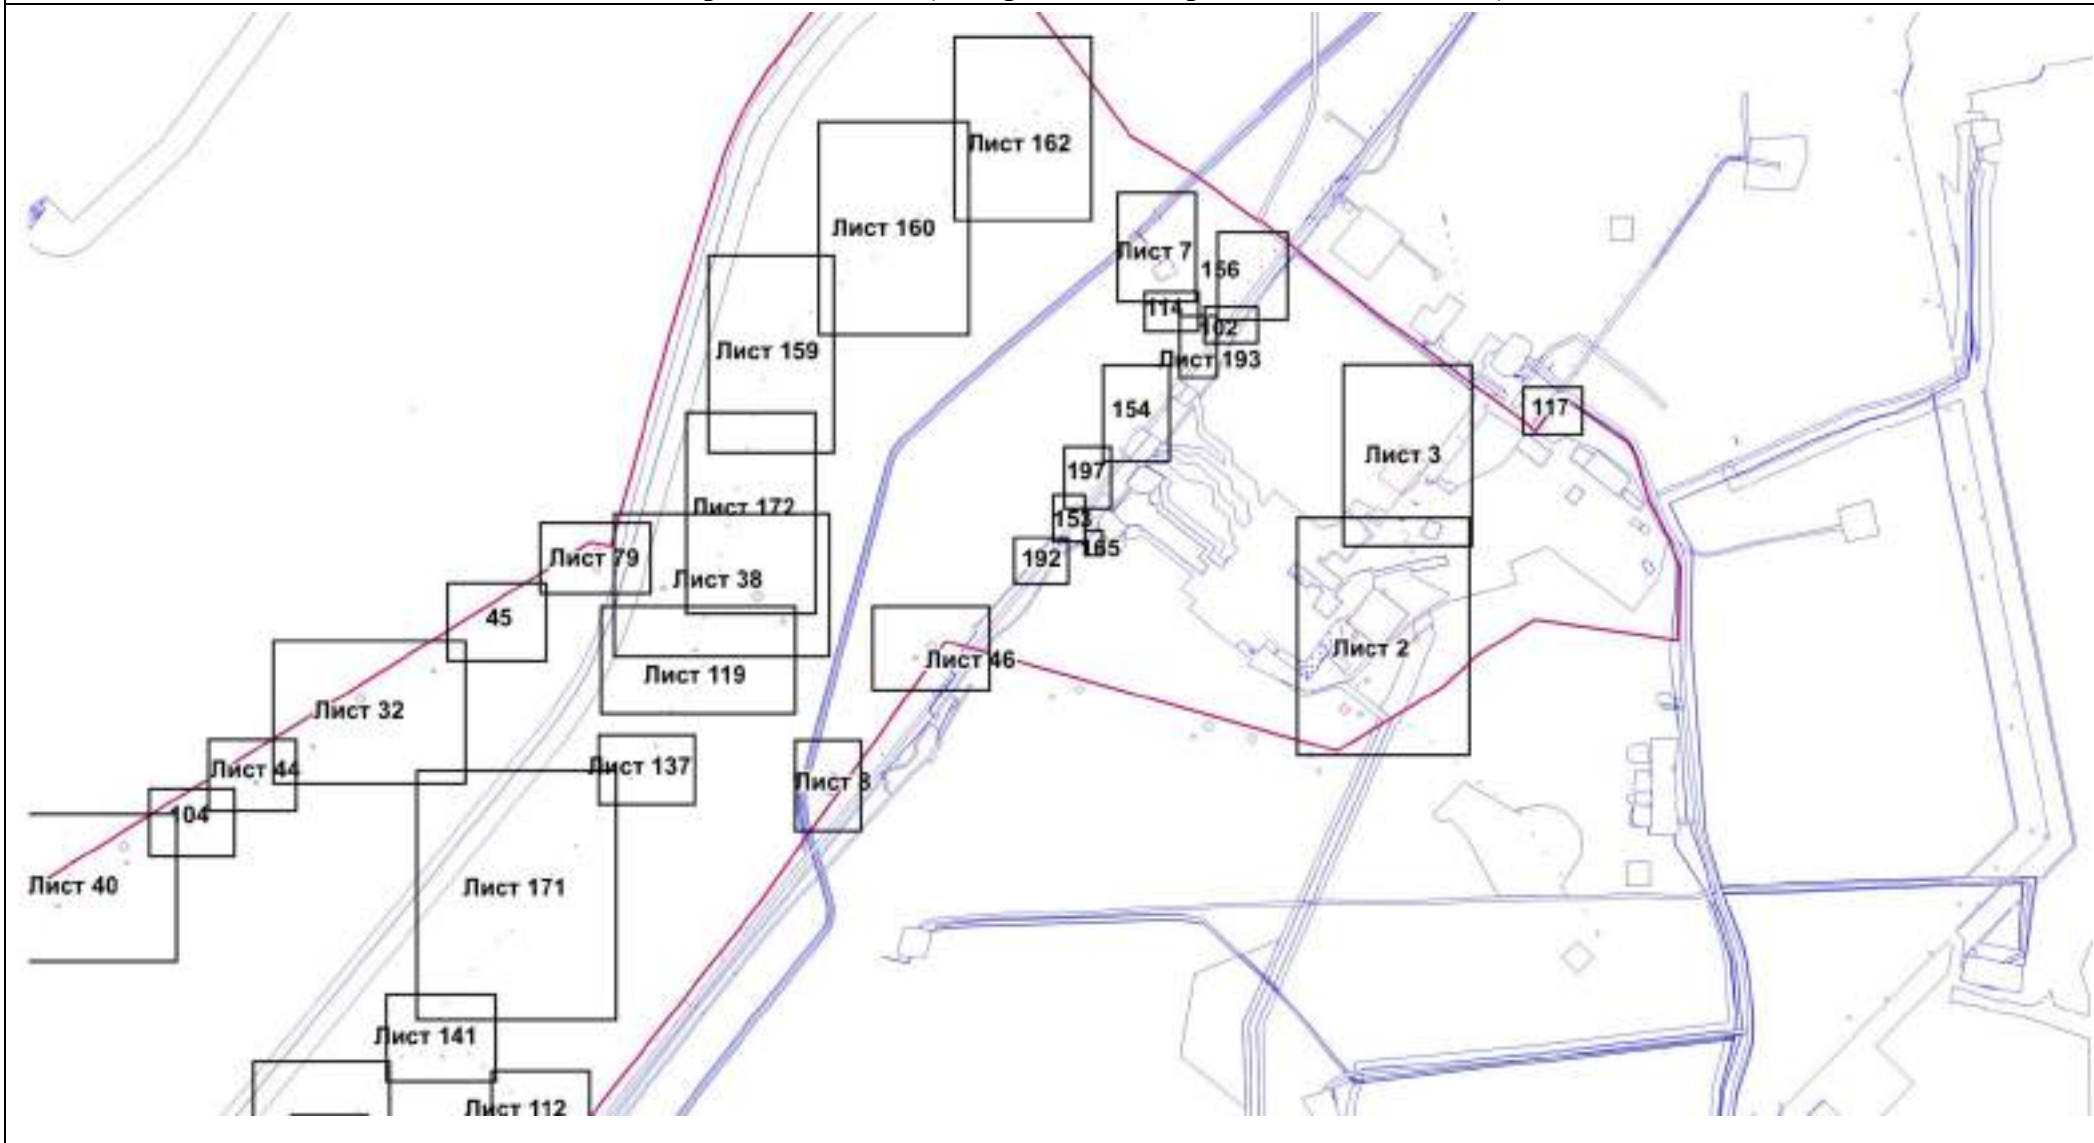 Лист 162
Лист 160
Лист 7
156
114
102
Лист 159
Лист 193
154
117
Лист 3
197
Лист 172
153
165
192
Лист 79
Лист 38
45
Лист 46
Лист 2
Лист 119
Лист 32
Лист 44
Лист 137
Лист 8
104
Лист 40
Лист 171
Лист 141
Лист 112